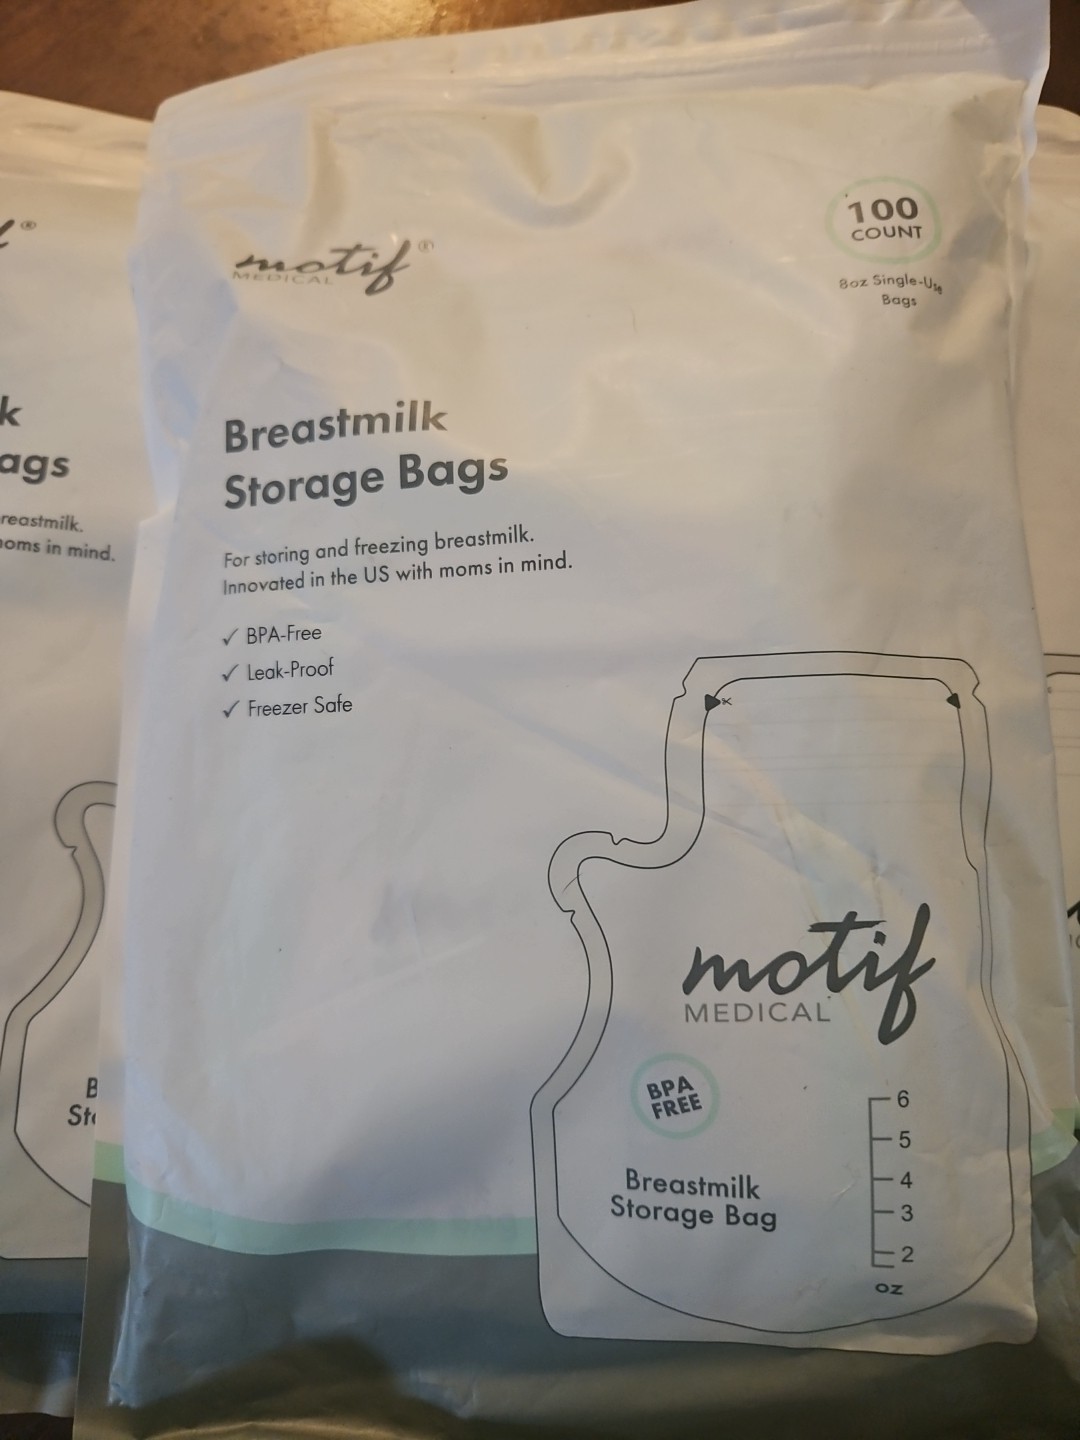 motif®
MEDICAL
100
COUNT
8oz Single-Use
Bags
Breastmilk
Storage Bags
For storing and freezing breastmilk.
Innovated in the US with moms in mind.
✓ BPA-Free
✓ Leak-Proof
✓ Freezer Safe
motif
MEDICAL
BPA
FREE
Breastmilk
Storage Bag
6
5
4
3
2
oz
®
k
ags
reastmilk.
oms in mind.
B
Sto